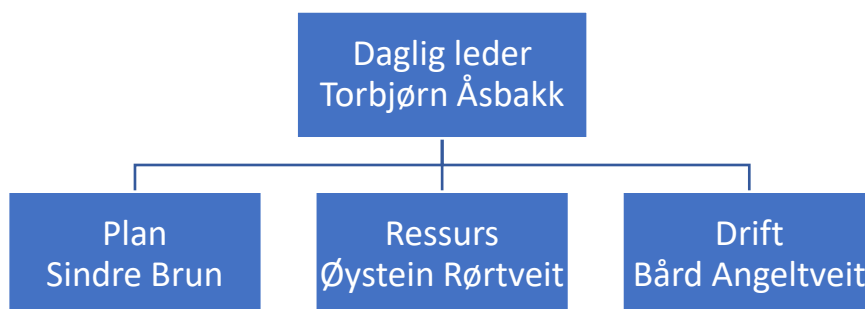 Daglig leder
Torbjørn Åsbakk
Plan
Sindre Brun
Ressurs
Øystein Rørtveit
Drift
Bård Angeltveit